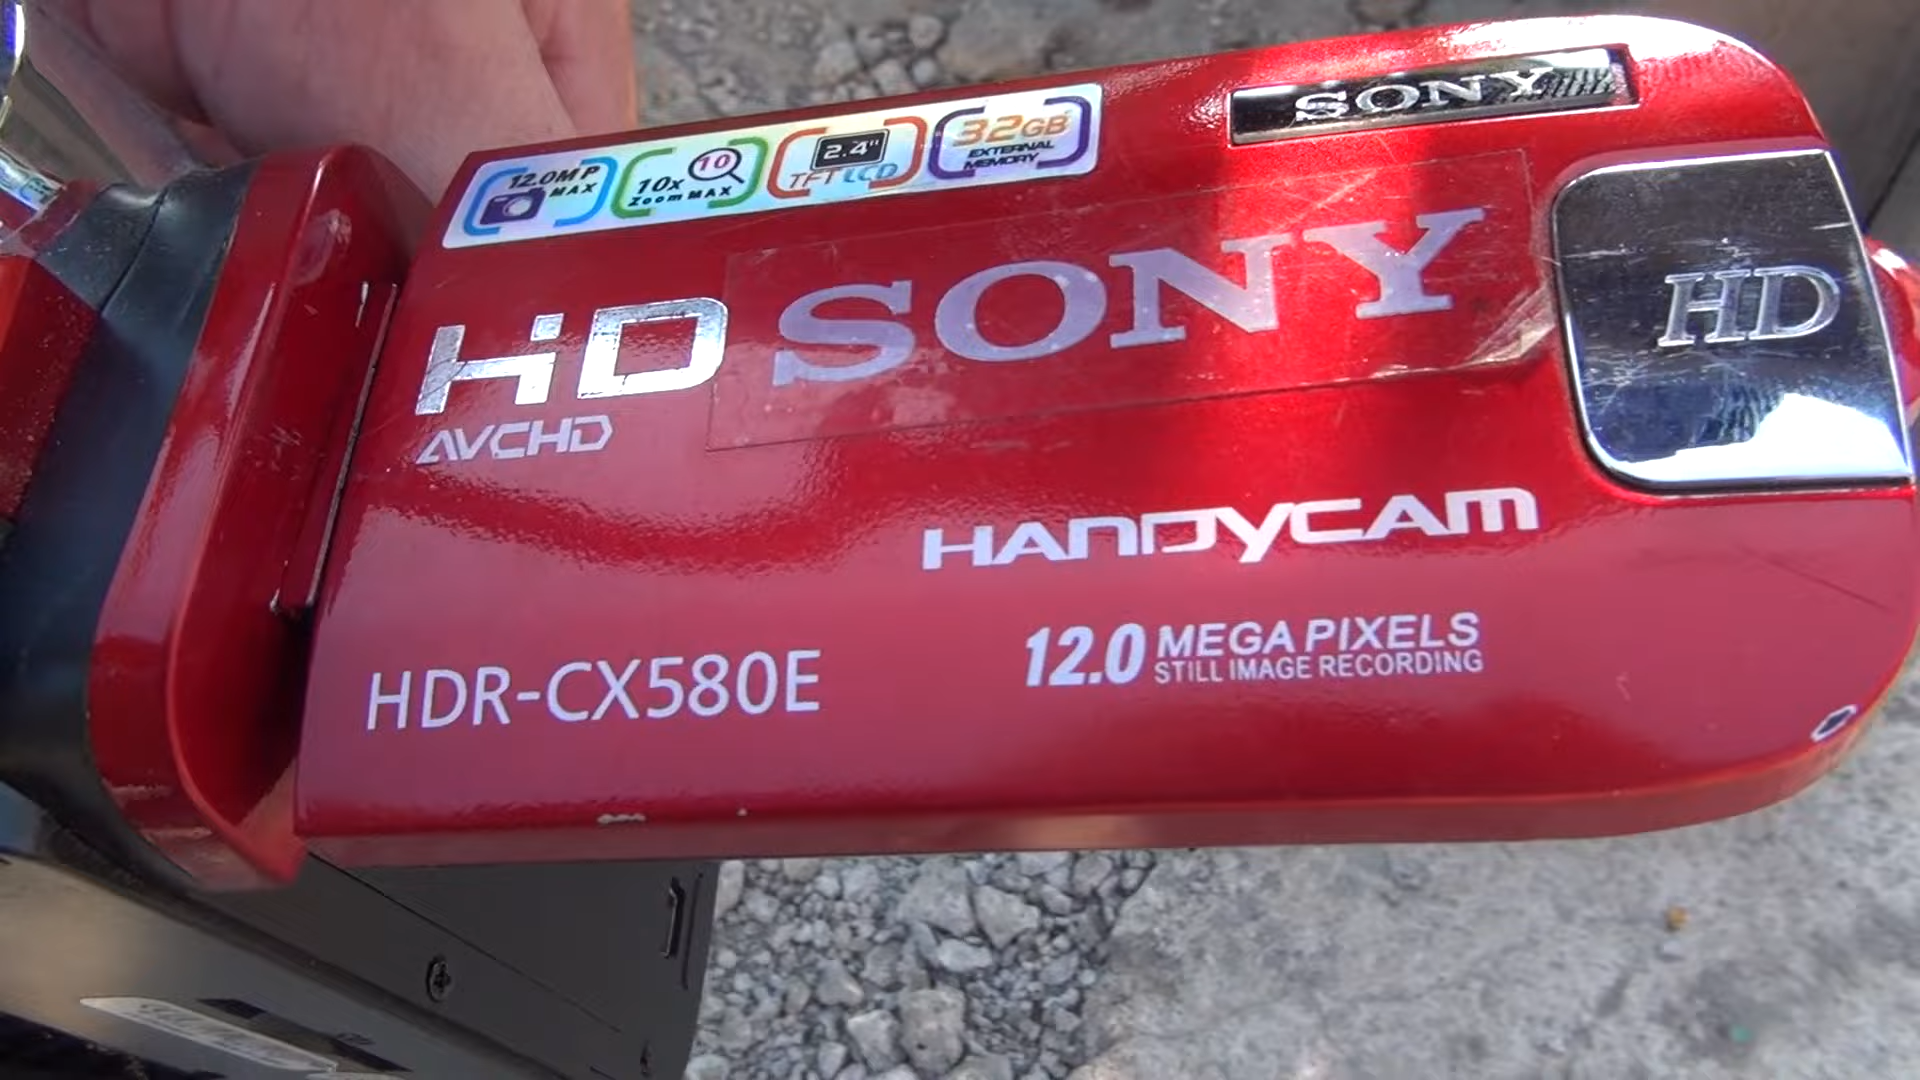 SONY
12.0MP
MAX
10x
10
Zoom MAX
2.4"
TFT LCD
32GB
EXTERNAL
MEMORY
HD
SONY
HD
AVCHD
HANDYCAM
HDR-CX580E
12.0 MEGA PIXELS
STILL IMAGE RECORDING